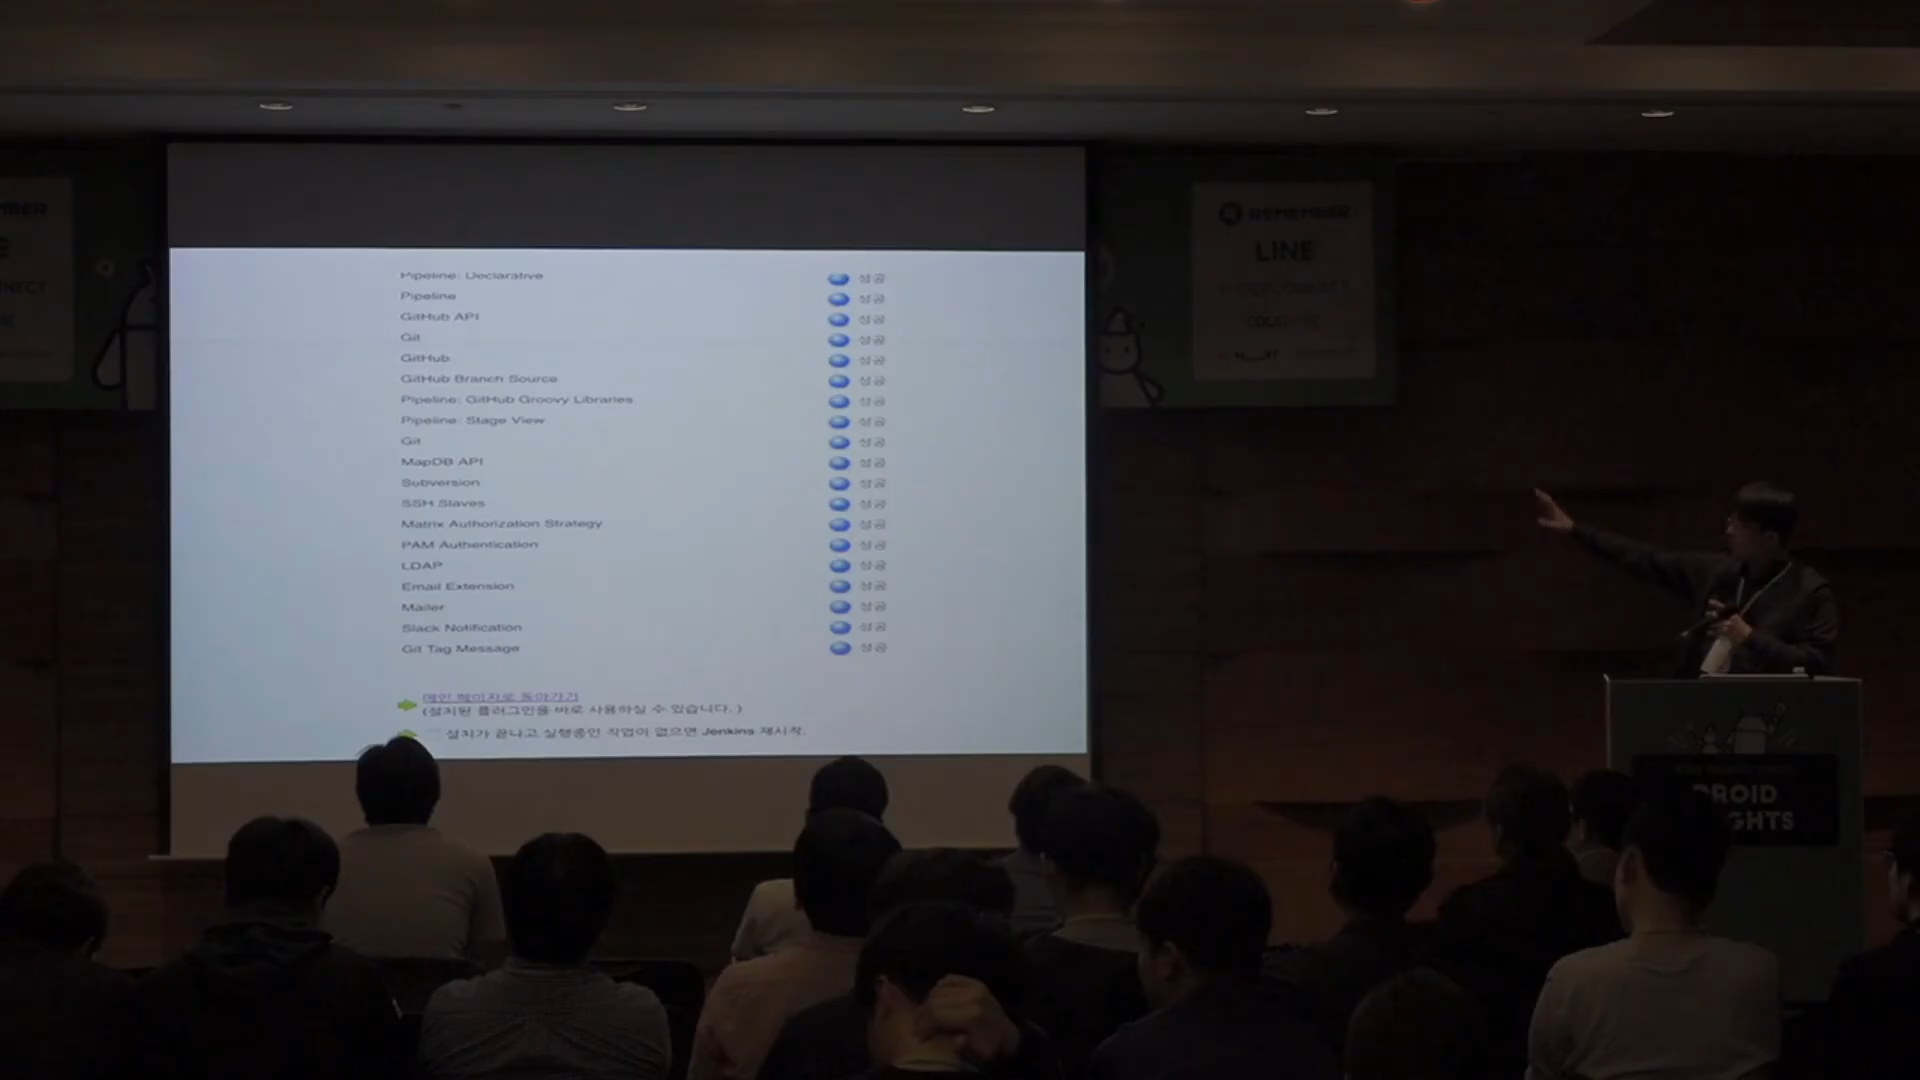 Pipeline: Declarative 성공
Pipeline 성공
GitHub API 성공
Git 성공
GitHub 성공
GitHub Branch Source 성공
Pipeline: GitHub Groovy Libraries 성공
Pipeline: Stage View 성공
Git 성공
MapDB API 성공
Subversion 성공
SSH Slaves 성공
Matrix Authorization Strategy 성공
PAM Authentication 성공
LDAP 성공
Email Extension 성공
Mailer 성공
Slack Notification 성공
Git Tag Message 성공
메인 페이지로 돌아가기
(설치된 플러그인을 바로 사용하실 수 있습니다.)
설치가 끝나고 실행중인 작업이 없으면 Jenkins 재시작.
REMEMBER
LINE
DROID
GHTS